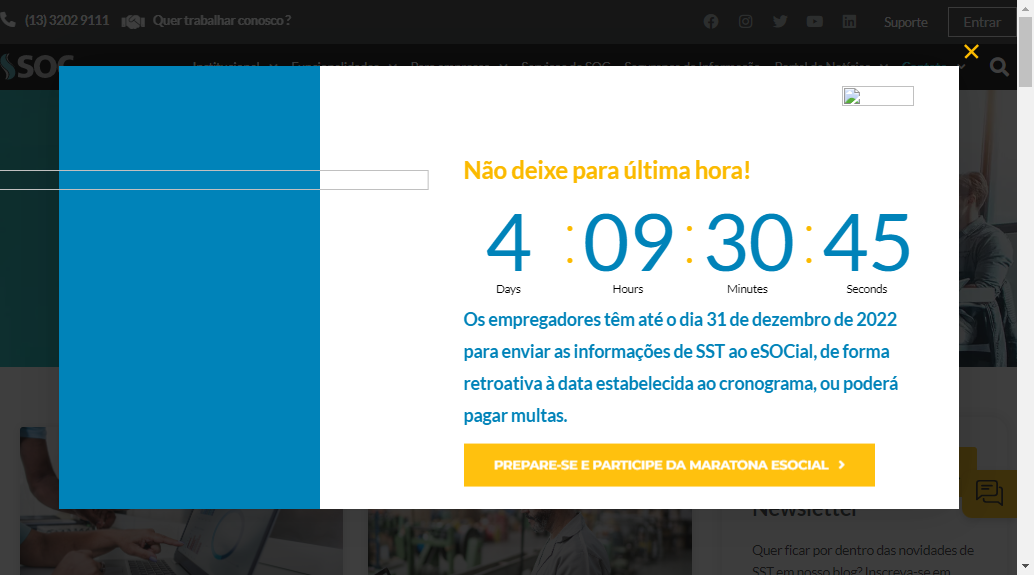 (13) 3202 9111 Quer trabalhar conosco ?
Suporte Entrar
SOC
Não deixe para última hora!
4 : 09 : 30 : 45
Days Hours Minutes Seconds
Os empregadores têm até o dia 31 de dezembro de 2022
para enviar as informações de SST ao eSOCial, de forma
retroativa à data estabelecida ao cronograma, ou poderá
pagar multas.
PREPARE-SE E PARTICIPE DA MARATONA ESOCIAL
Newsletter
Quer ficar por dentro das novidades de
SST em nosso blog? Inscreva-se em